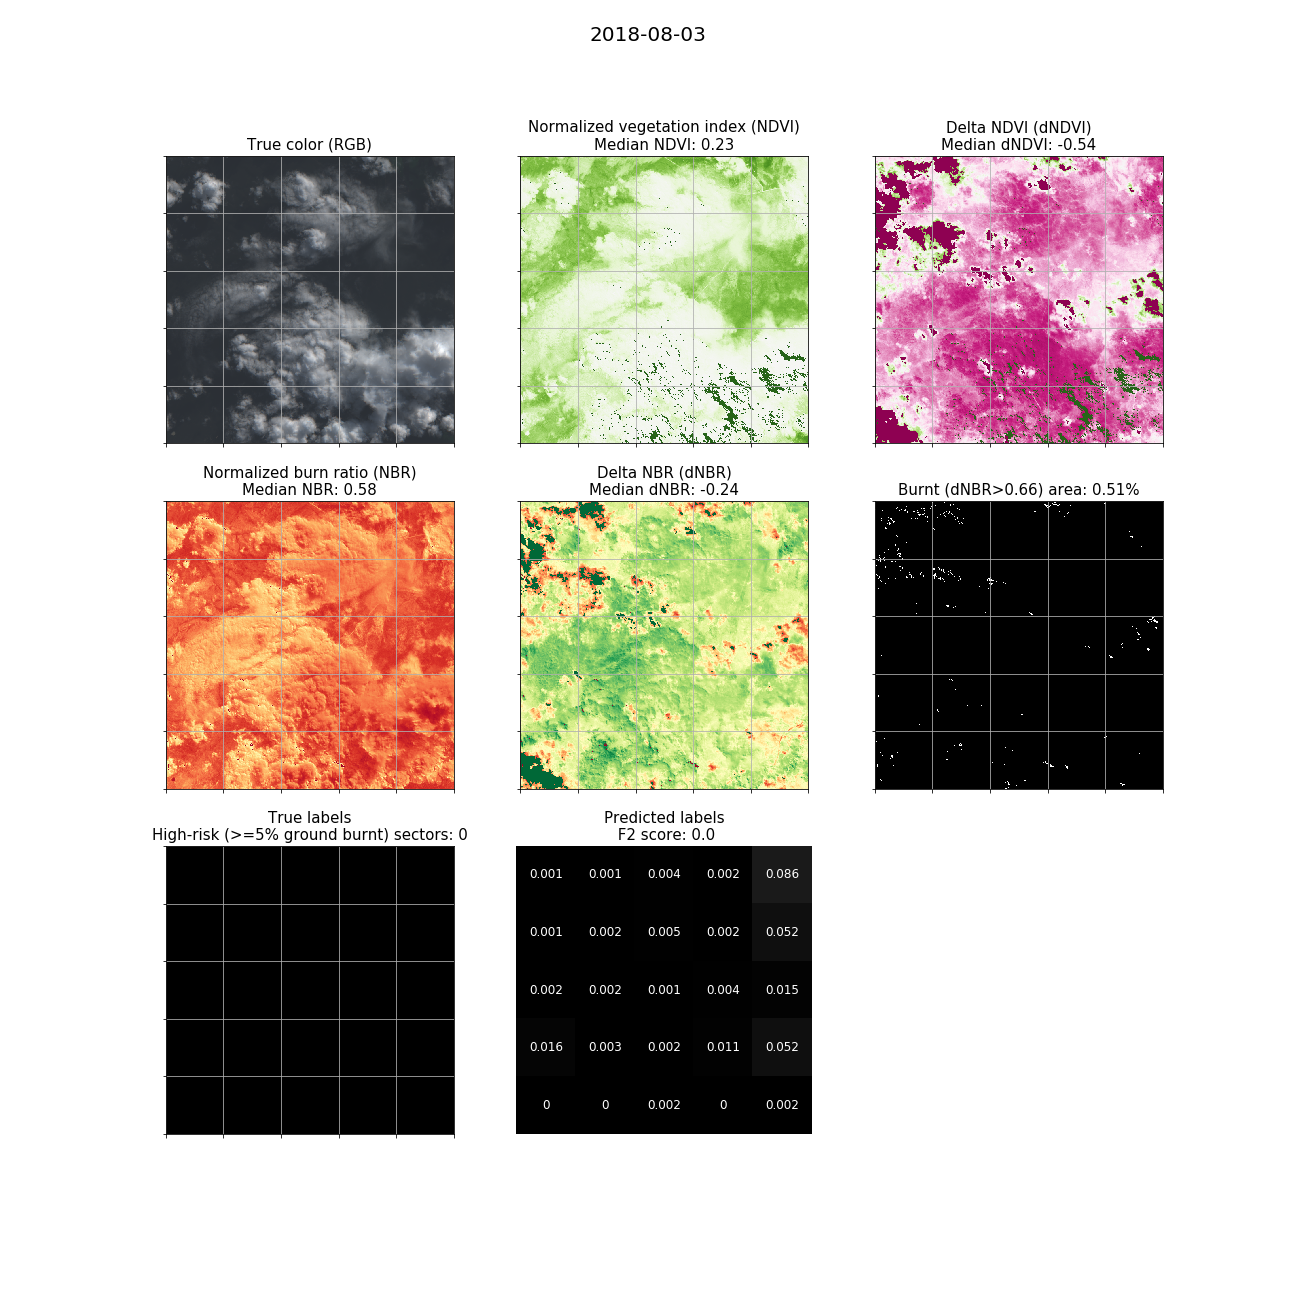 2018-08-03
True color (RGB)
Normalized vegetation index (NDVI)
Median NDVI: 0.23
Delta NDVI (dNDVI)
Median dNDVI: -0.54
Normalized burn ratio (NBR)
Median NBR: 0.58
Delta NBR (dNBR)
Median dNBR: -0.24
Burnt (dNBR>0.66) area: 0.51%
True labels
High-risk (>=5% ground burnt) sectors: 0
Predicted labels
F2 score: 0.0
0.001 0.001 0.004 0.002 0.086
0.001 0.002 0.005 0.002 0.052
0.002 0.002 0.001 0.004 0.015
0.016 0.003 0.002 0.011 0.052
0 0 0.002 0 0.002